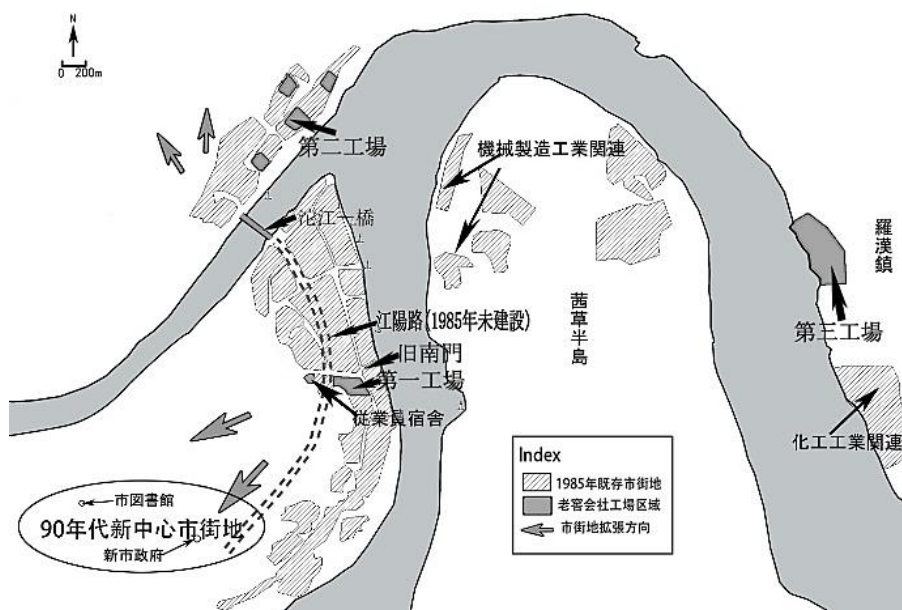 N
0 200m
第二工場
沱江一橋
機械製造工業関連
羅漢鎮
茜草半島
江陽路(1985年未建設)
旧南門
第一工場
従業員宿舎
第三工場
化工工業関連
市図書館
90年代新中心市街地
新市政府
Index
1985年既存市街地
老窖会社工場区域
市街地拡張方向